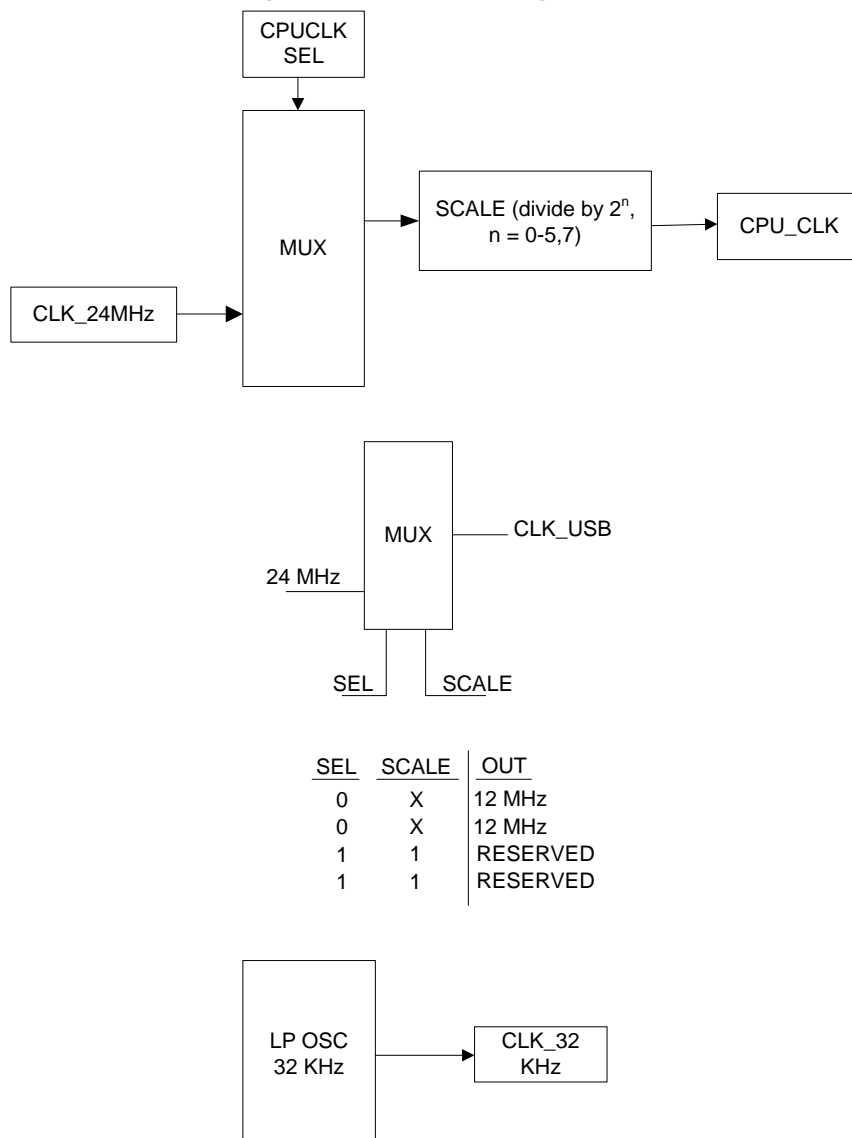 CPUCLK
SEL
MUX
SCALE (divide by 2ⁿ,
n = 0-5,7)
CPU_CLK
CLK_24MHz
MUX
CLK_USB
24 MHz
SEL
SCALE
SEL SCALE OUT
0 X 12 MHz
0 X 12 MHz
1 1 RESERVED
1 1 RESERVED
LP OSC
32 KHz
CLK_32
KHz